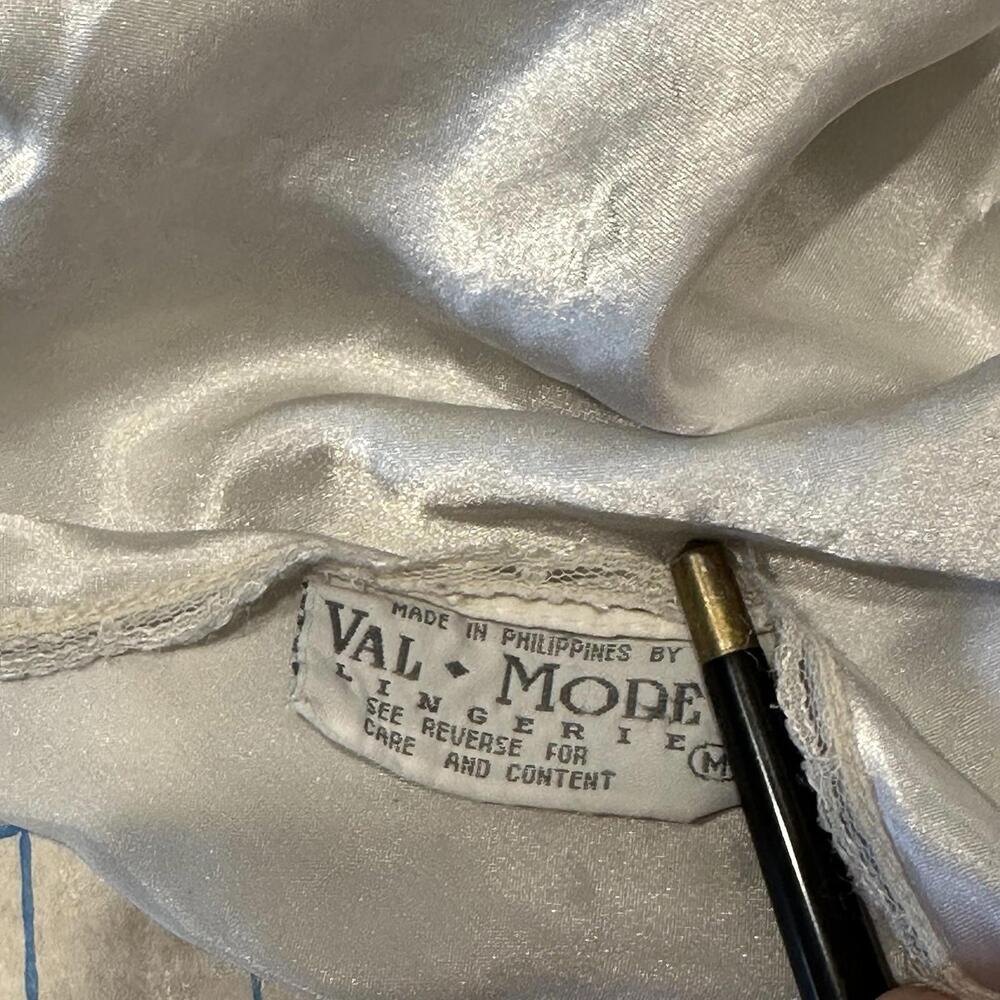 MADE IN PHILIPPINES BY
VAL ♦ MODE
LINGERIE
SEE REVERSE FOR
CARE AND CONTENT
M